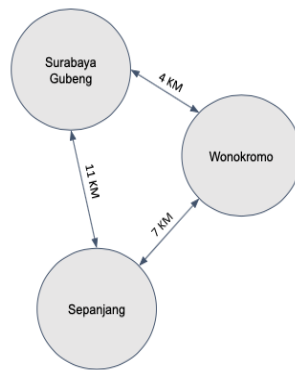 Surabaya
Gubeng
4 KM
Wonokromo
11 KM
7 KM
Sepanjang